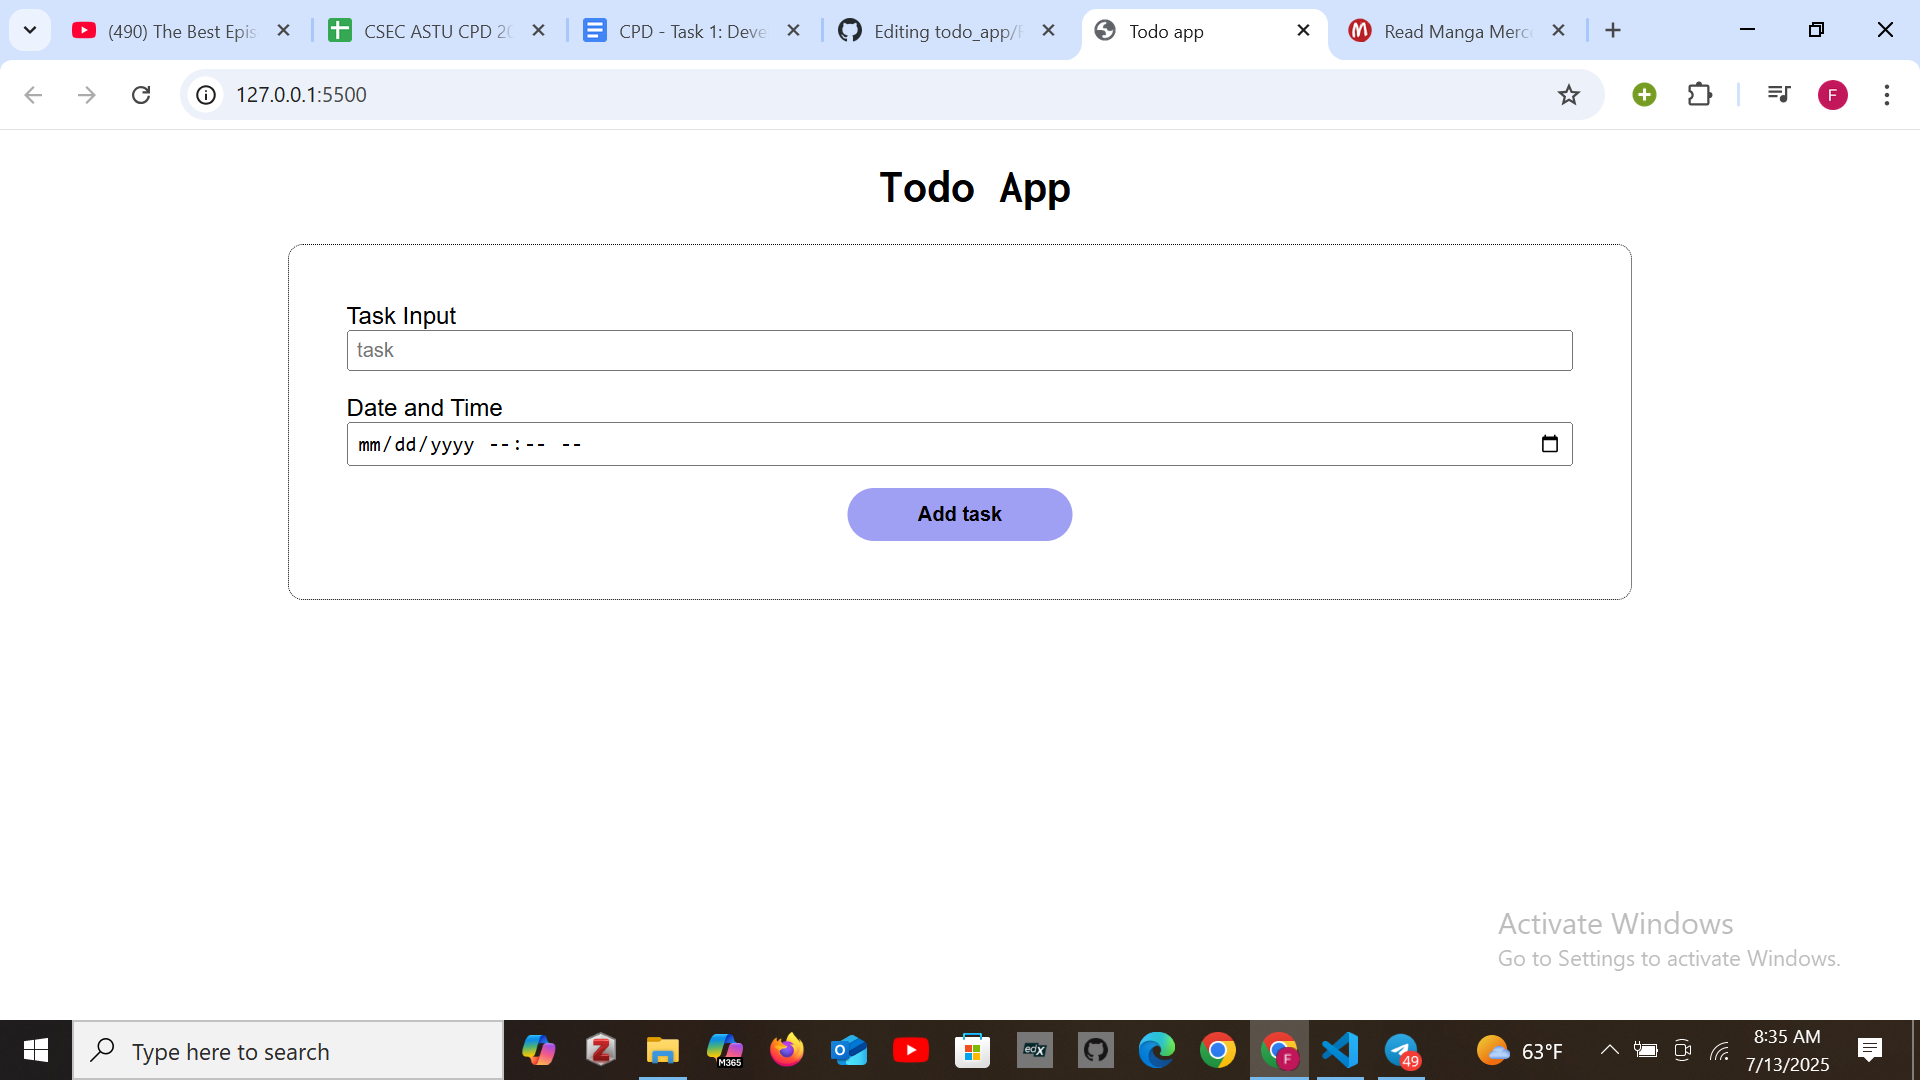 (490) The Best Epis
CSEC ASTU CPD 20
CPD - Task 1: Deve
Editing todo_app/
Todo app
Read Manga Merc
127.0.0.1:5500
F
Todo App
Task Input
task
Date and Time
mm/dd/yyyy --:-- --
Add task
Activate Windows
Go to Settings to activate Windows.
Type here to search
M365
edX
F
49
63°F
8:35 AM
7/13/2025